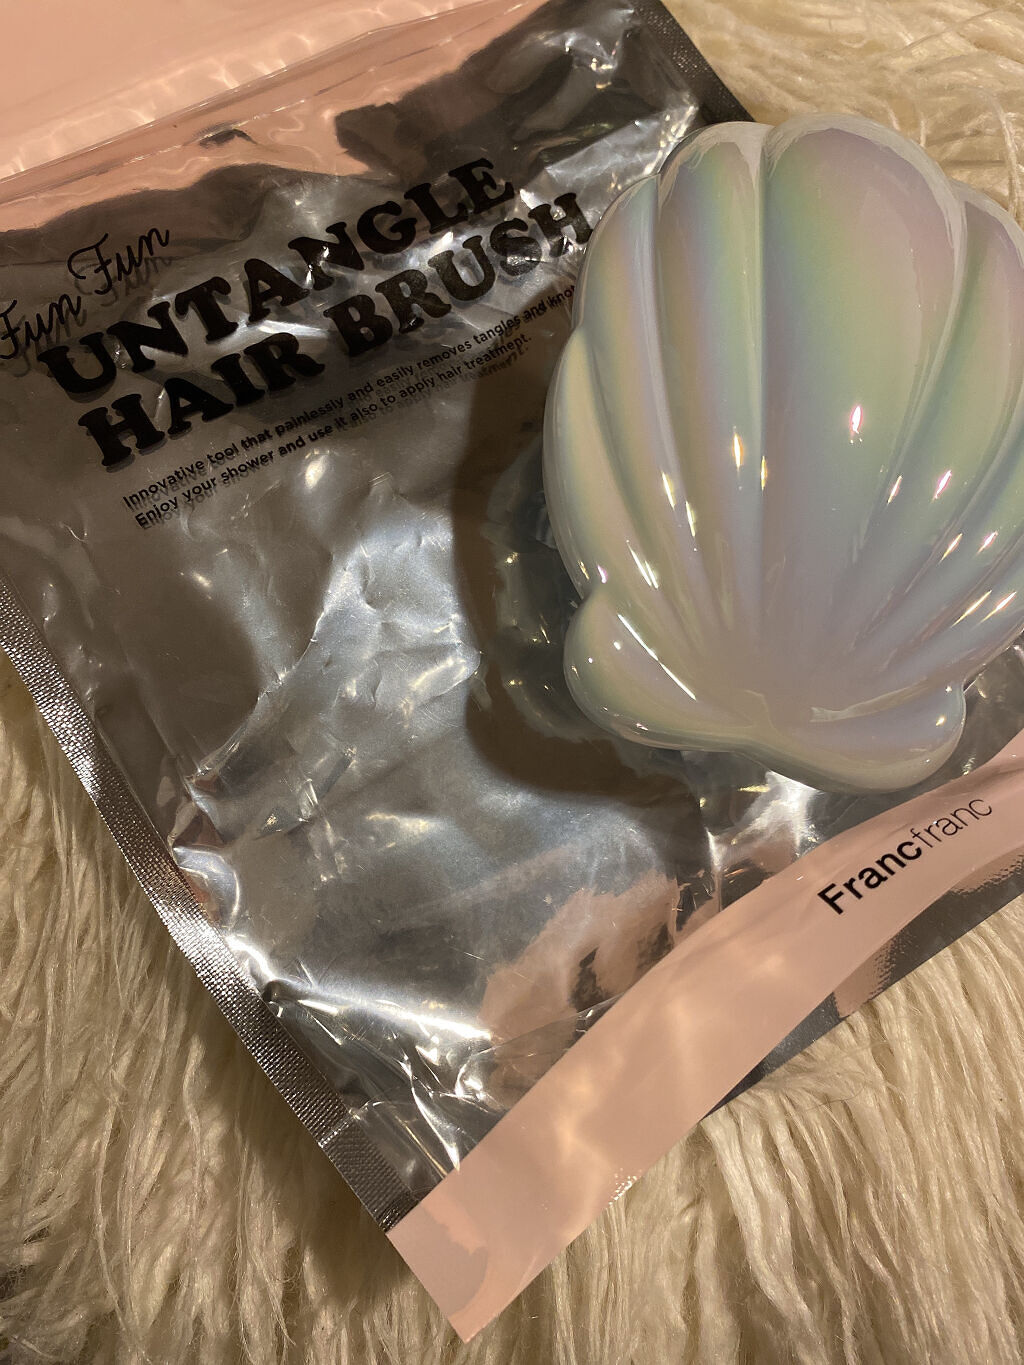 Fun Fun
UNTANGLE
HAIR BRUSH
Innovative tool that painlessly and easily removes tangles and
Enjoy your shower and use it also to apply hair treatment.
Francfranc